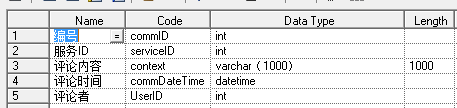 Name Code Data Type Length
1 编号 = commID int
2 服务ID serviceID int
3 评论内容 context varchar（1000） 1000
4 评论时间 commDateTime datetime
5 评论者 UserID int